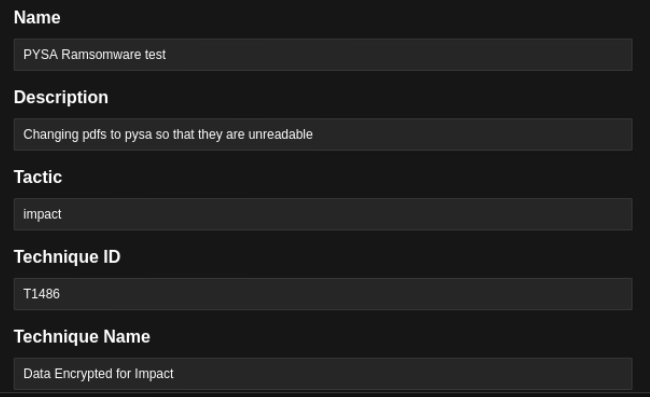 Name
PYSA Ramsomware test
Description
Changing pdfs to pysa so that they are unreadable
Tactic
impact
Technique ID
T1486
Technique Name
Data Encrypted for Impact